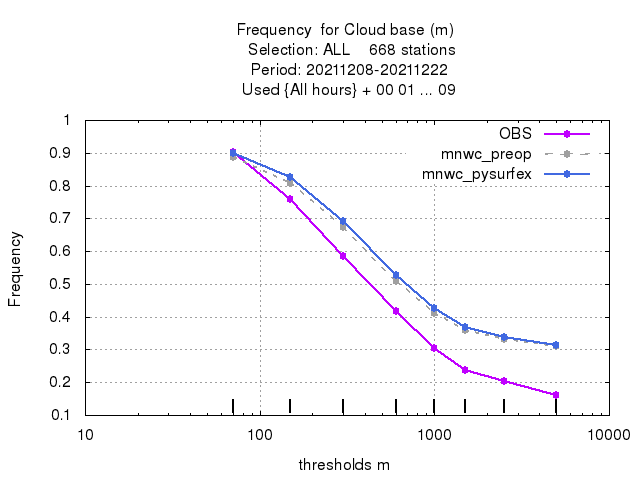 Frequency  for Cloud base (m)
Selection: ALL    668 stations
Period: 20211208-20211222
Used {All hours} + 00 01 ... 09
OBS
mnwc_preop
mnwc_pysurfex
1
0.9
0.8
0.7
0.6
0.5
0.4
0.3
0.2
0.1
Frequency
10
100
1000
10000
thresholds m